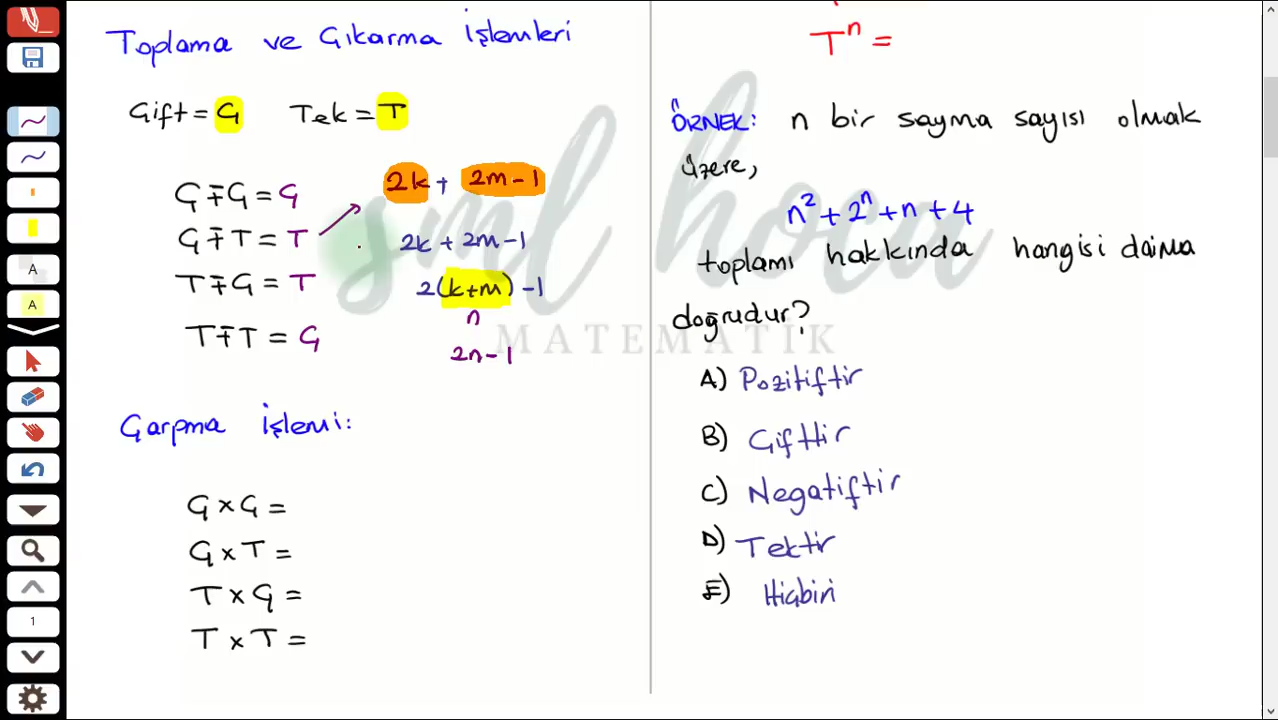 Toplama ve Çıkarma İşlemleri
Çift = Ç Tek = T
Ç ∓ Ç = Ç
Ç ∓ T = T
T ∓ Ç = T
T ∓ T = Ç
2k + 2m - 1
2k + 2m - 1
2(k+m) - 1
n
2n - 1
Çarpma İşlemi:
Ç x Ç =
Ç x T =
T x Ç =
T x T =
Tⁿ =
ÖRNEK: n bir sayma sayısı olmak
üzere,
n² + 2ⁿ + n + 4
toplamı hakkında hangisi daima
doğrudur?
A) Pozitiftir
B) Çifttir
C) Negatiftir
D) Tektir
E) Hiçbiri
sml hoca
MATEMATİK
A
A
1